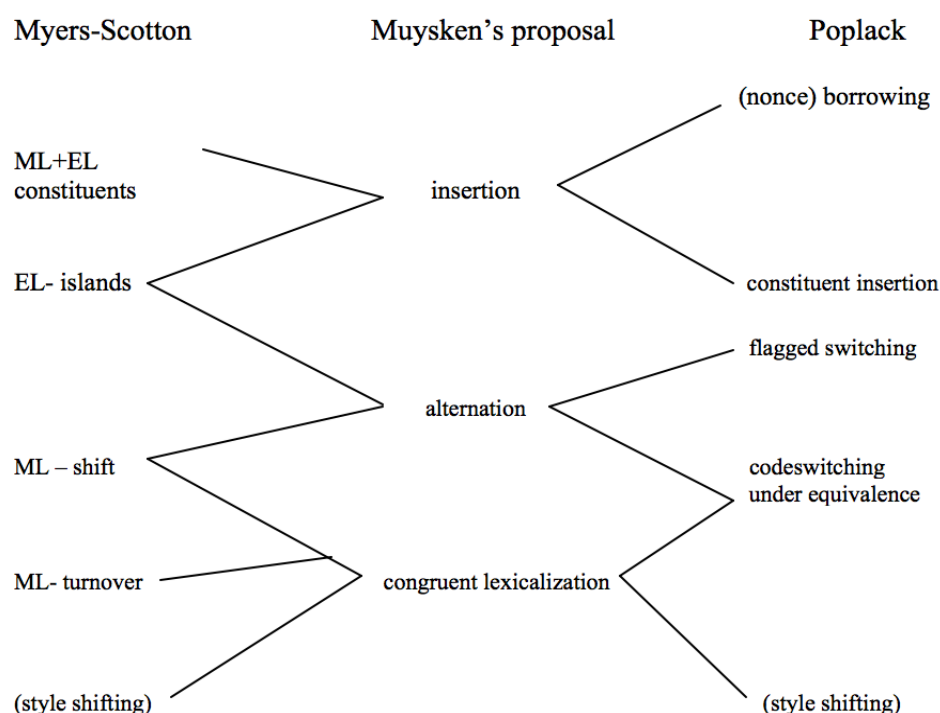 Myers-Scotton Muysken’s proposal Poplack
(nonce) borrowing
ML+EL
constituents
insertion
EL- islands
constituent insertion
flagged switching
alternation
ML – shift
codeswitching
under equivalence
ML- turnover
congruent lexicalization
(style shifting)
(style shifting)